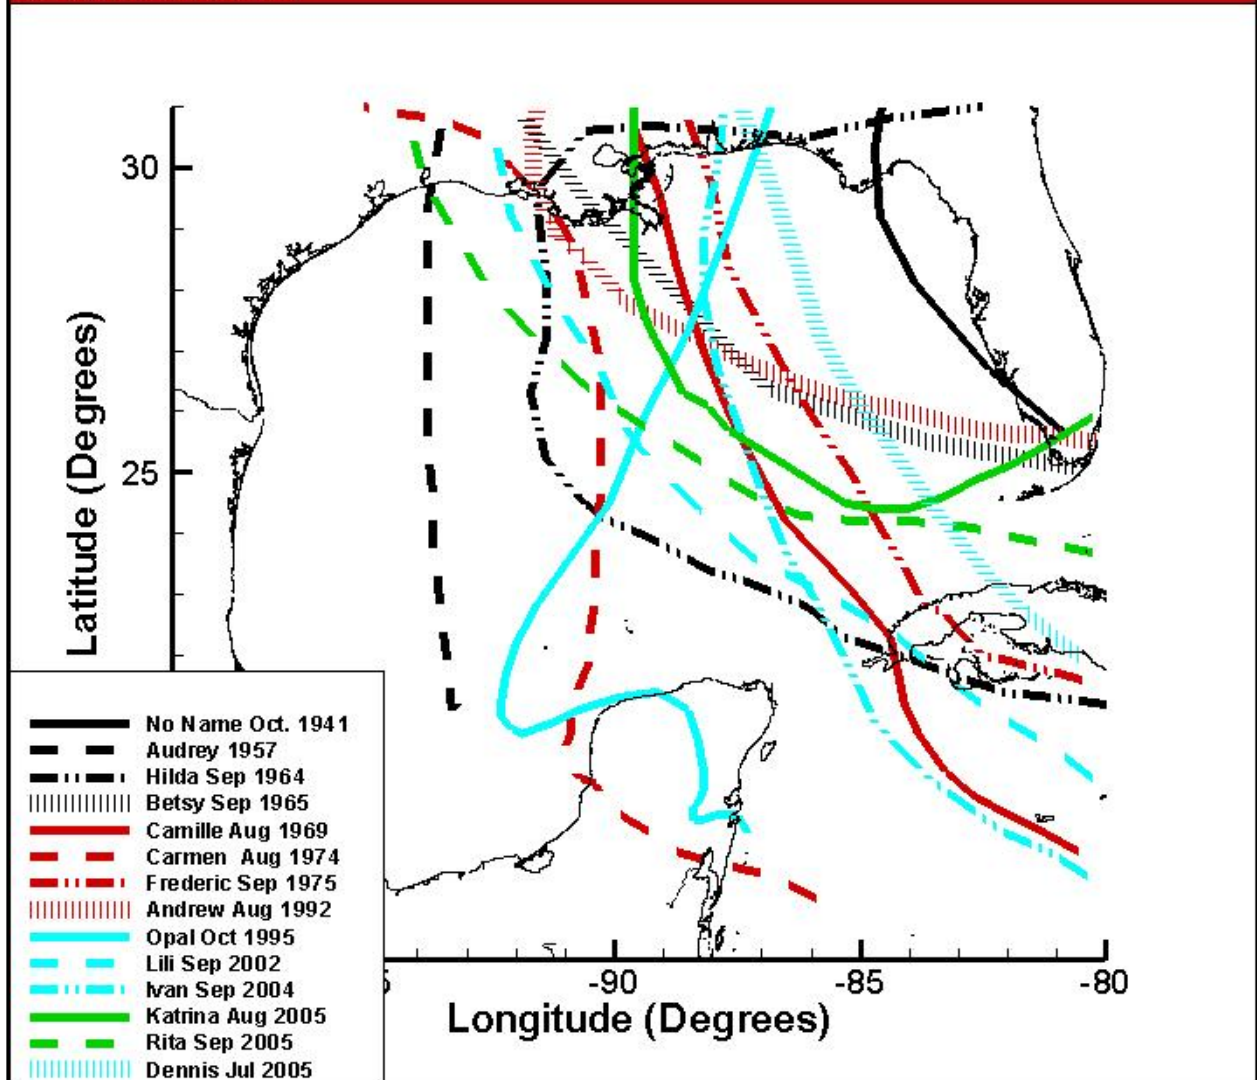 30
25
Latitude (Degrees)
No Name Oct. 1941
Audrey 1957
Hilda Sep 1964
Betsy Sep 1965
Camille Aug 1969
Carmen Aug 1974
Frederic Sep 1975
Andrew Aug 1992
Opal Oct 1995
Lili Sep 2002
Ivan Sep 2004
Katrina Aug 2005
Rita Sep 2005
Dennis Jul 2005
5 -90 -85 -80
Longitude (Degrees)